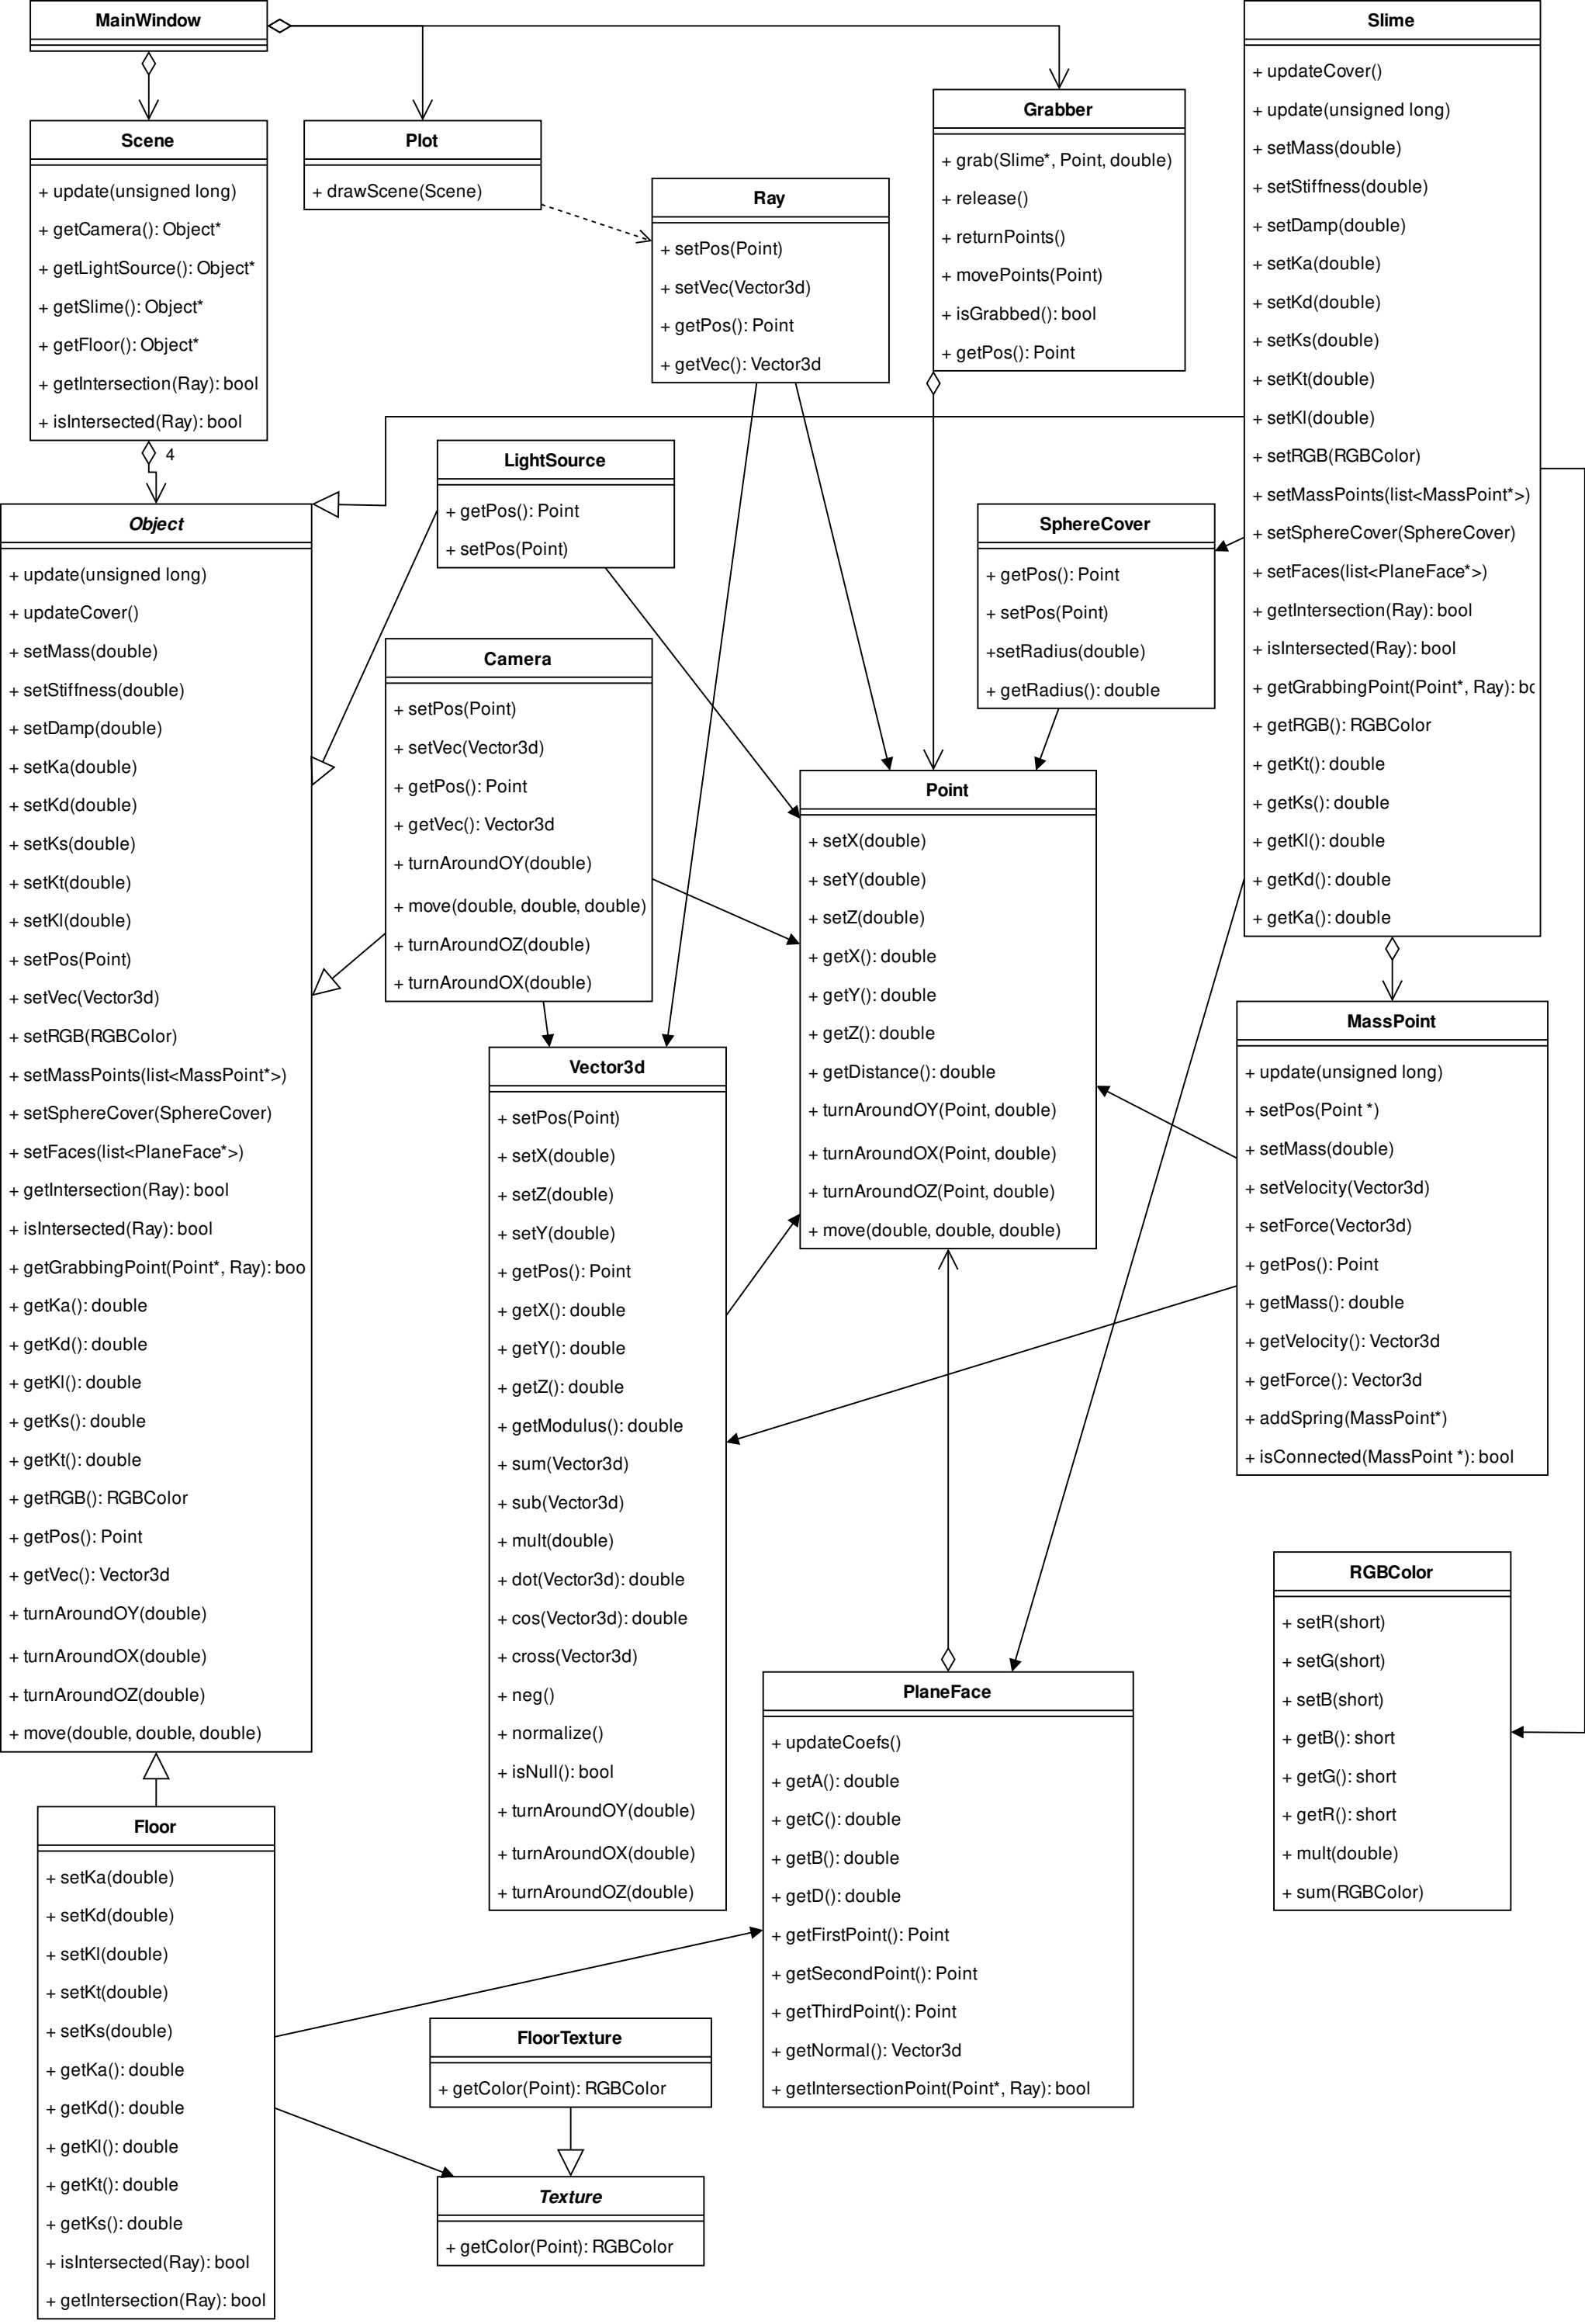 MainWindow
Scene
+ update(unsigned long)
+ getCamera(): Object*
+ getLightSource(): Object*
+ getSlime(): Object*
+ getFloor(): Object*
+ getIntersection(Ray): bool
+ isIntersected(Ray): bool
4
Plot
+ drawScene(Scene)
Ray
+ setPos(Point)
+ setVec(Vector3d)
+ getPos(): Point
+ getVec(): Vector3d
Grabber
+ grab(Slime*, Point, double)
+ release()
+ returnPoints()
+ movePoints(Point)
+ isGrabbed(): bool
+ getPos(): Point
Slime
+ updateCover()
+ update(unsigned long)
+ setMass(double)
+ setStiffness(double)
+ setDamp(double)
+ setKa(double)
+ setKd(double)
+ setKs(double)
+ setKt(double)
+ setKl(double)
+ setRGB(RGBColor)
+ setMassPoints(list<MassPoint*>)
+ setSphereCover(SphereCover)
+ setFaces(list<PlaneFace*>)
+ getIntersection(Ray): bool
+ isIntersected(Ray): bool
+ getGrabbingPoint(Point*, Ray): bo
+ getRGB(): RGBColor
+ getKt(): double
+ getKs(): double
+ getKl(): double
+ getKd(): double
+ getKa(): double
LightSource
+ getPos(): Point
+ setPos(Point)
SphereCover
+ getPos(): Point
+ setPos(Point)
+setRadius(double)
+ getRadius(): double
Object
+ update(unsigned long)
+ updateCover()
+ setMass(double)
+ setStiffness(double)
+ setDamp(double)
+ setKa(double)
+ setKd(double)
+ setKs(double)
+ setKt(double)
+ setKl(double)
+ setPos(Point)
+ setVec(Vector3d)
+ setRGB(RGBColor)
+ setMassPoints(list<MassPoint*>)
+ setSphereCover(SphereCover)
+ setFaces(list<PlaneFace*>)
+ getIntersection(Ray): bool
+ isIntersected(Ray): bool
+ getGrabbingPoint(Point*, Ray): boo
+ getKa(): double
+ getKd(): double
+ getKl(): double
+ getKs(): double
+ getKt(): double
+ getRGB(): RGBColor
+ getPos(): Point
+ getVec(): Vector3d
+ turnAroundOY(double)
+ turnAroundOX(double)
+ turnAroundOZ(double)
+ move(double, double, double)
Camera
+ setPos(Point)
+ setVec(Vector3d)
+ getPos(): Point
+ getVec(): Vector3d
+ turnAroundOY(double)
+ move(double, double, double)
+ turnAroundOZ(double)
+ turnAroundOX(double)
Point
+ setX(double)
+ setY(double)
+ setZ(double)
+ getX(): double
+ getY(): double
+ getZ(): double
+ getDistance(): double
+ turnAroundOY(Point, double)
+ turnAroundOX(Point, double)
+ turnAroundOZ(Point, double)
+ move(double, double, double)
MassPoint
+ update(unsigned long)
+ setPos(Point *)
+ setMass(double)
+ setVelocity(Vector3d)
+ setForce(Vector3d)
+ getPos(): Point
+ getMass(): double
+ getVelocity(): Vector3d
+ getForce(): Vector3d
+ addSpring(MassPoint*)
+ isConnected(MassPoint *): bool
Vector3d
+ setPos(Point)
+ setX(double)
+ setZ(double)
+ setY(double)
+ getPos(): Point
+ getX(): double
+ getY(): double
+ getZ(): double
+ getModulus(): double
+ sum(Vector3d)
+ sub(Vector3d)
+ mult(double)
+ dot(Vector3d): double
+ cos(Vector3d): double
+ cross(Vector3d)
+ neg()
+ normalize()
+ isNull(): bool
+ turnAroundOY(double)
+ turnAroundOX(double)
+ turnAroundOZ(double)
RGBColor
+ setR(short)
+ setG(short)
+ setB(short)
+ getB(): short
+ getG(): short
+ getR(): short
+ mult(double)
+ sum(RGBColor)
PlaneFace
+ updateCoefs()
+ getA(): double
+ getC(): double
+ getB(): double
+ getD(): double
+ getFirstPoint(): Point
+ getSecondPoint(): Point
+ getThirdPoint(): Point
+ getNormal(): Vector3d
+ getIntersectionPoint(Point*, Ray): bool
Floor
+ setKa(double)
+ setKd(double)
+ setKl(double)
+ setKt(double)
+ setKs(double)
+ getKa(): double
+ getKd(): double
+ getKl(): double
+ getKt(): double
+ getKs(): double
+ isIntersected(Ray): bool
+ getIntersection(Ray): bool
FloorTexture
+ getColor(Point): RGBColor
Texture
+ getColor(Point): RGBColor